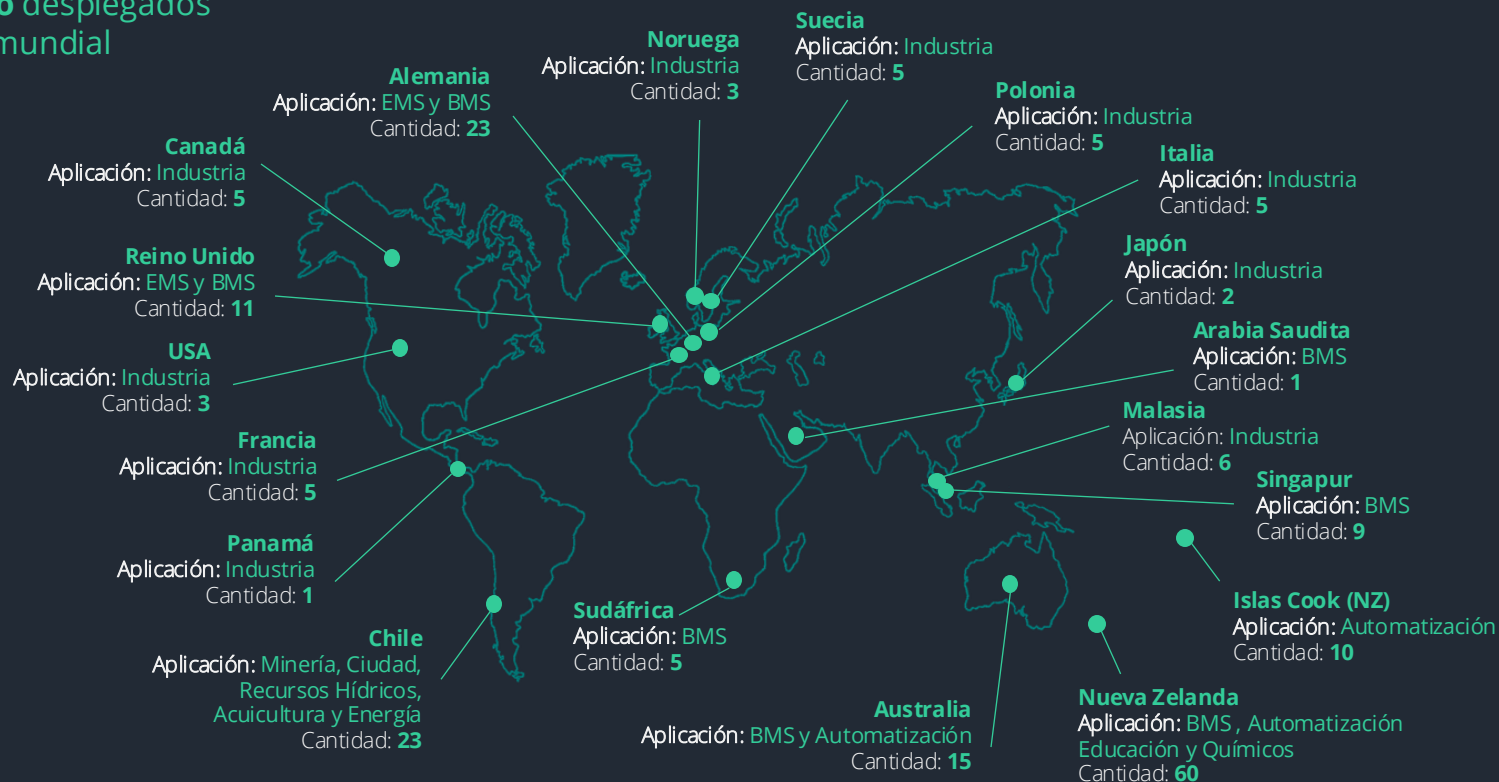 desplegados
mundial
Suecia
Aplicación: Industria
Cantidad: 5
Noruega
Aplicación: Industria
Cantidad: 3
Alemania
Aplicación: EMS y BMS
Cantidad: 23
Polonia
Aplicación: Industria
Cantidad: 5
Canadá
Aplicación: Industria
Cantidad: 5
Italia
Aplicación: Industria
Cantidad: 5
Reino Unido
Aplicación: EMS y BMS
Cantidad: 11
Japón
Aplicación: Industria
Cantidad: 2
USA
Aplicación: Industria
Cantidad: 3
Arabia Saudita
Aplicación: BMS
Cantidad: 1
Francia
Aplicación: Industria
Cantidad: 5
Malasia
Aplicación: Industria
Cantidad: 6
Singapur
Aplicación: BMS
Cantidad: 9
Panamá
Aplicación: Industria
Cantidad: 1
Islas Cook (NZ)
Aplicación: Automatización
Cantidad: 10
Sudáfrica
Aplicación: BMS
Cantidad: 5
Chile
Aplicación: Minería, Ciudad,
Recursos Hídricos,
Acuicultura y Energía
Cantidad: 23
Australia
Aplicación: BMS y Automatización
Cantidad: 15
Nueva Zelanda
Aplicación: BMS , Automatización
Educación y Químicos
Cantidad: 60